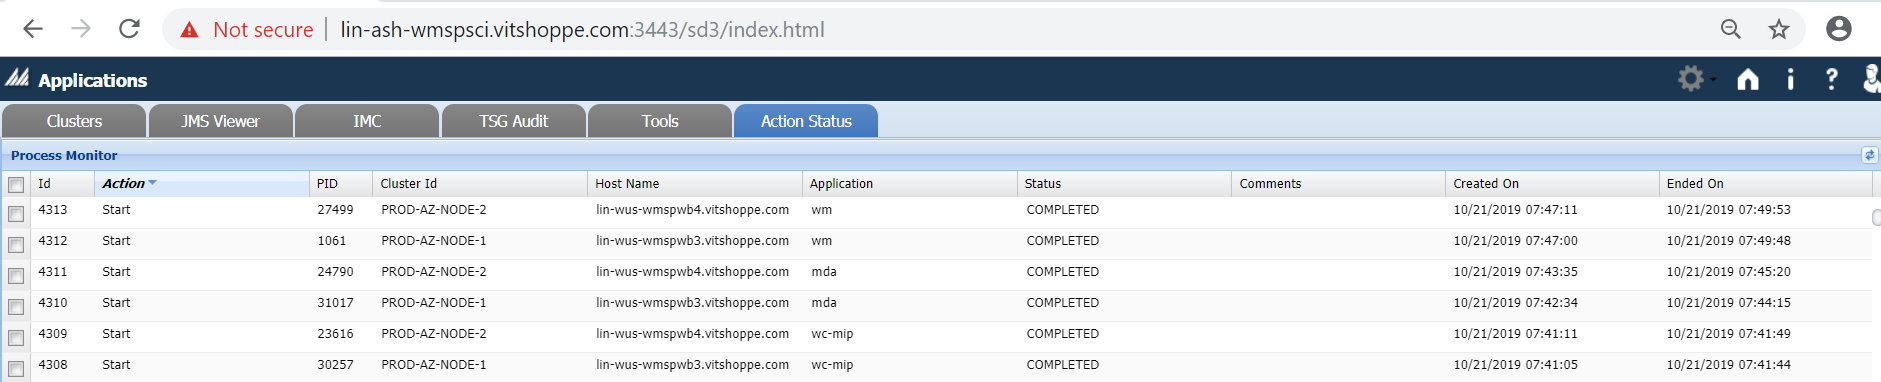 Not secure lin-ash-wmspsci.vitshoppe.com:3443/sd3/index.html
Applications
Clusters JMS Viewer IMC TSG Audit Tools Action Status
Process Monitor
Id Action PID Cluster Id Host Name Application Status Comments Created On Ended On
4313 Start 27499 PROD-AZ-NODE-2 lin-wus-wmspwb4.vitshoppe.com wm COMPLETED 10/21/2019 07:47:11 10/21/2019 07:49:53
4312 Start 1061 PROD-AZ-NODE-1 lin-wus-wmspwb3.vitshoppe.com wm COMPLETED 10/21/2019 07:47:00 10/21/2019 07:49:48
4311 Start 24790 PROD-AZ-NODE-2 lin-wus-wmspwb4.vitshoppe.com mda COMPLETED 10/21/2019 07:43:35 10/21/2019 07:45:20
4310 Start 31017 PROD-AZ-NODE-1 lin-wus-wmspwb3.vitshoppe.com mda COMPLETED 10/21/2019 07:42:34 10/21/2019 07:44:15
4309 Start 23616 PROD-AZ-NODE-2 lin-wus-wmspwb4.vitshoppe.com wc-mip COMPLETED 10/21/2019 07:41:11 10/21/2019 07:41:49
4308 Start 30257 PROD-AZ-NODE-1 lin-wus-wmspwb3.vitshoppe.com wc-mip COMPLETED 10/21/2019 07:41:05 10/21/2019 07:41:44